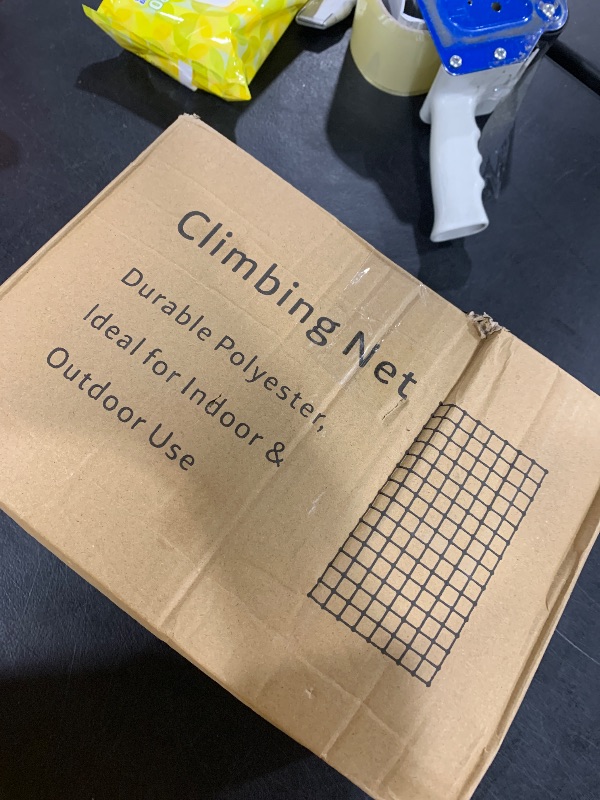 Climbing Net
Durable Polyester,
Ideal for Indoor &
Outdoor Use